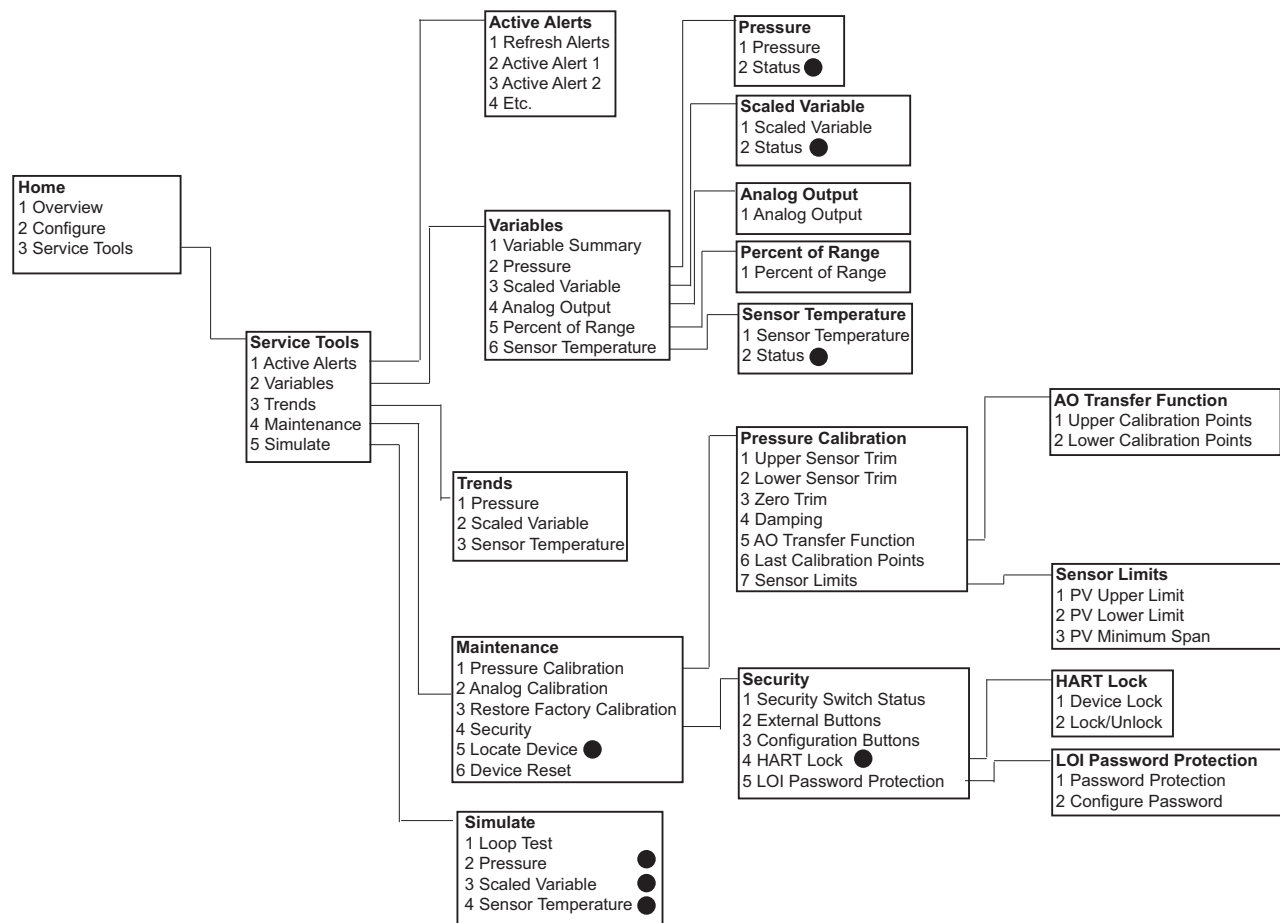 Home
1 Overview
2 Configure
3 Service Tools
Service Tools
1 Active Alerts
2 Variables
3 Trends
4 Maintenance
5 Simulate
Active Alerts
1 Refresh Alerts
2 Active Alert 1
3 Active Alert 2
4 Etc.
Variables
1 Variable Summary
2 Pressure
3 Scaled Variable
4 Analog Output
5 Percent of Range
6 Sensor Temperature
Trends
1 Pressure
2 Scaled Variable
3 Sensor Temperature
Maintenance
1 Pressure Calibration
2 Analog Calibration
3 Restore Factory Calibration
4 Security
5 Locate Device
6 Device Reset
Simulate
1 Loop Test
2 Pressure
3 Scaled Variable
4 Sensor Temperature
Pressure
1 Pressure
2 Status
Scaled Variable
1 Scaled Variable
2 Status
Analog Output
1 Analog Output
Percent of Range
1 Percent of Range
Sensor Temperature
1 Sensor Temperature
2 Status
Pressure Calibration
1 Upper Sensor Trim
2 Lower Sensor Trim
3 Zero Trim
4 Damping
5 AO Transfer Function
6 Last Calibration Points
7 Sensor Limits
Security
1 Security Switch Status
2 External Buttons
3 Configuration Buttons
4 HART Lock
5 LOI Password Protection
AO Transfer Function
1 Upper Calibration Points
2 Lower Calibration Points
Sensor Limits
1 PV Upper Limit
2 PV Lower Limit
3 PV Minimum Span
HART Lock
1 Device Lock
2 Lock/Unlock
LOI Password Protection
1 Password Protection
2 Configure Password